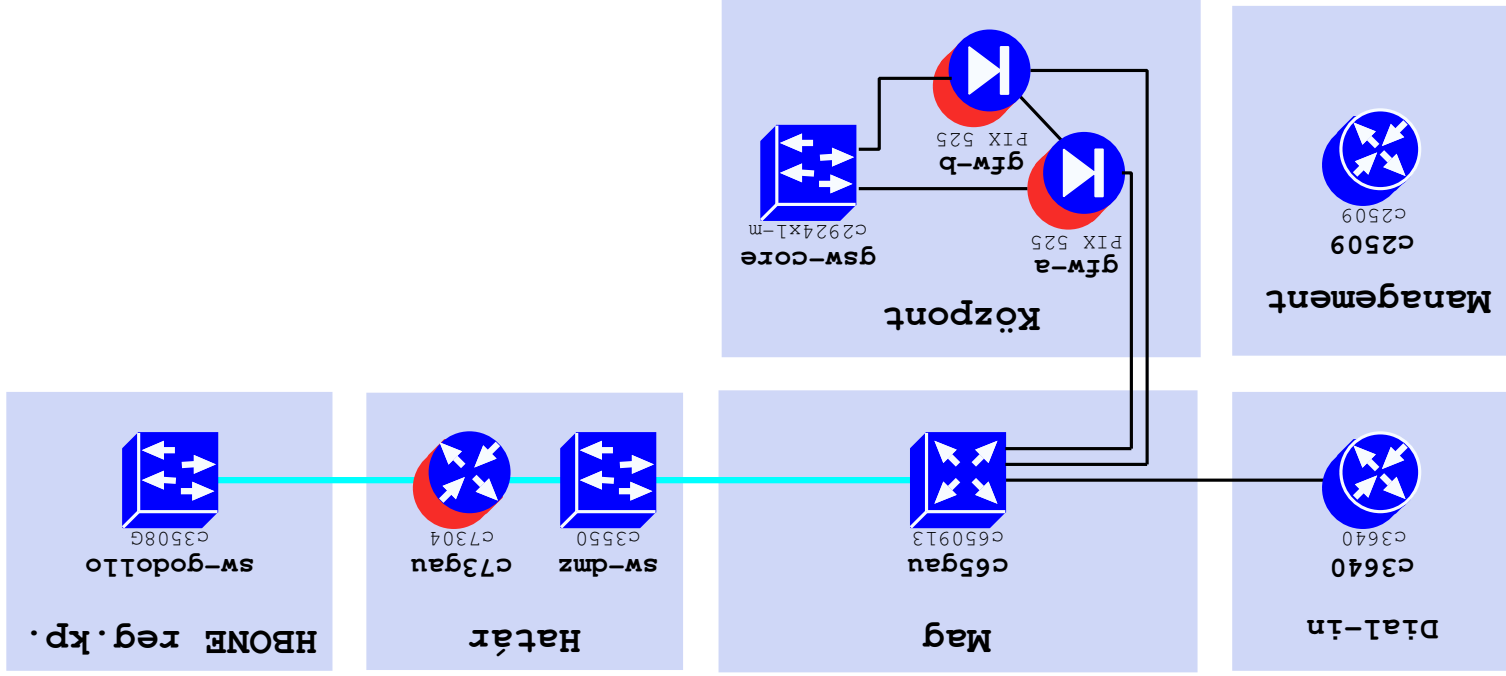 Dial-in
c3640
c3640
Mag
c65gau
c650913
Határ
sw-dmz
c3550
c73gau
c7304
HBONE reg.kp.
sw-godollo
c3508G
Management
c2509
c2509
Központ
gfw-a
PIX 525
gsw-core
c2924xl-m
gfw-b
PIX 525